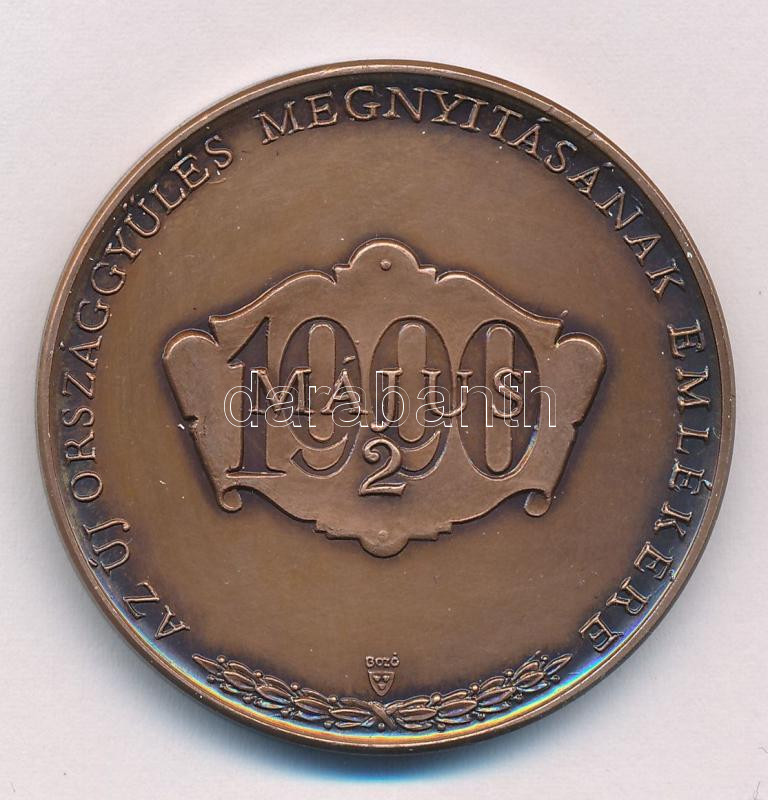 AZ ÚJ ORSZÁGGYŰLÉS MEGNYITÁSÁNAK EMLÉKÉRE
1990
MÁJUS
2
BOZÓ
darabanth